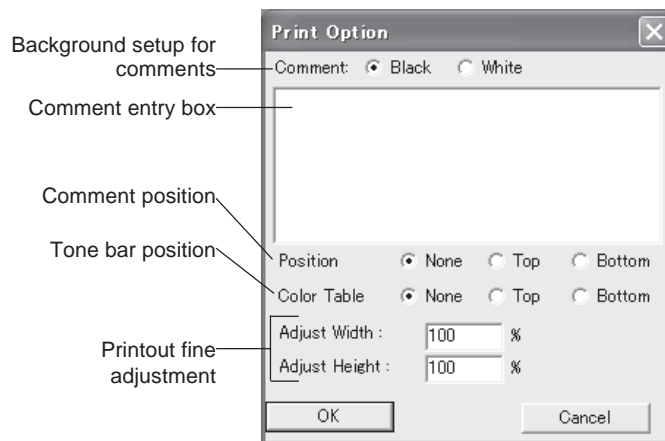 Print Option
Background setup for
comments
Comment: Black White
Comment entry box
Comment position
Tone bar position
Position None Top Bottom
Color Table None Top Bottom
Printout fine
adjustment
Adjust Width : 100 %
Adjust Height : 100 %
OK Cancel